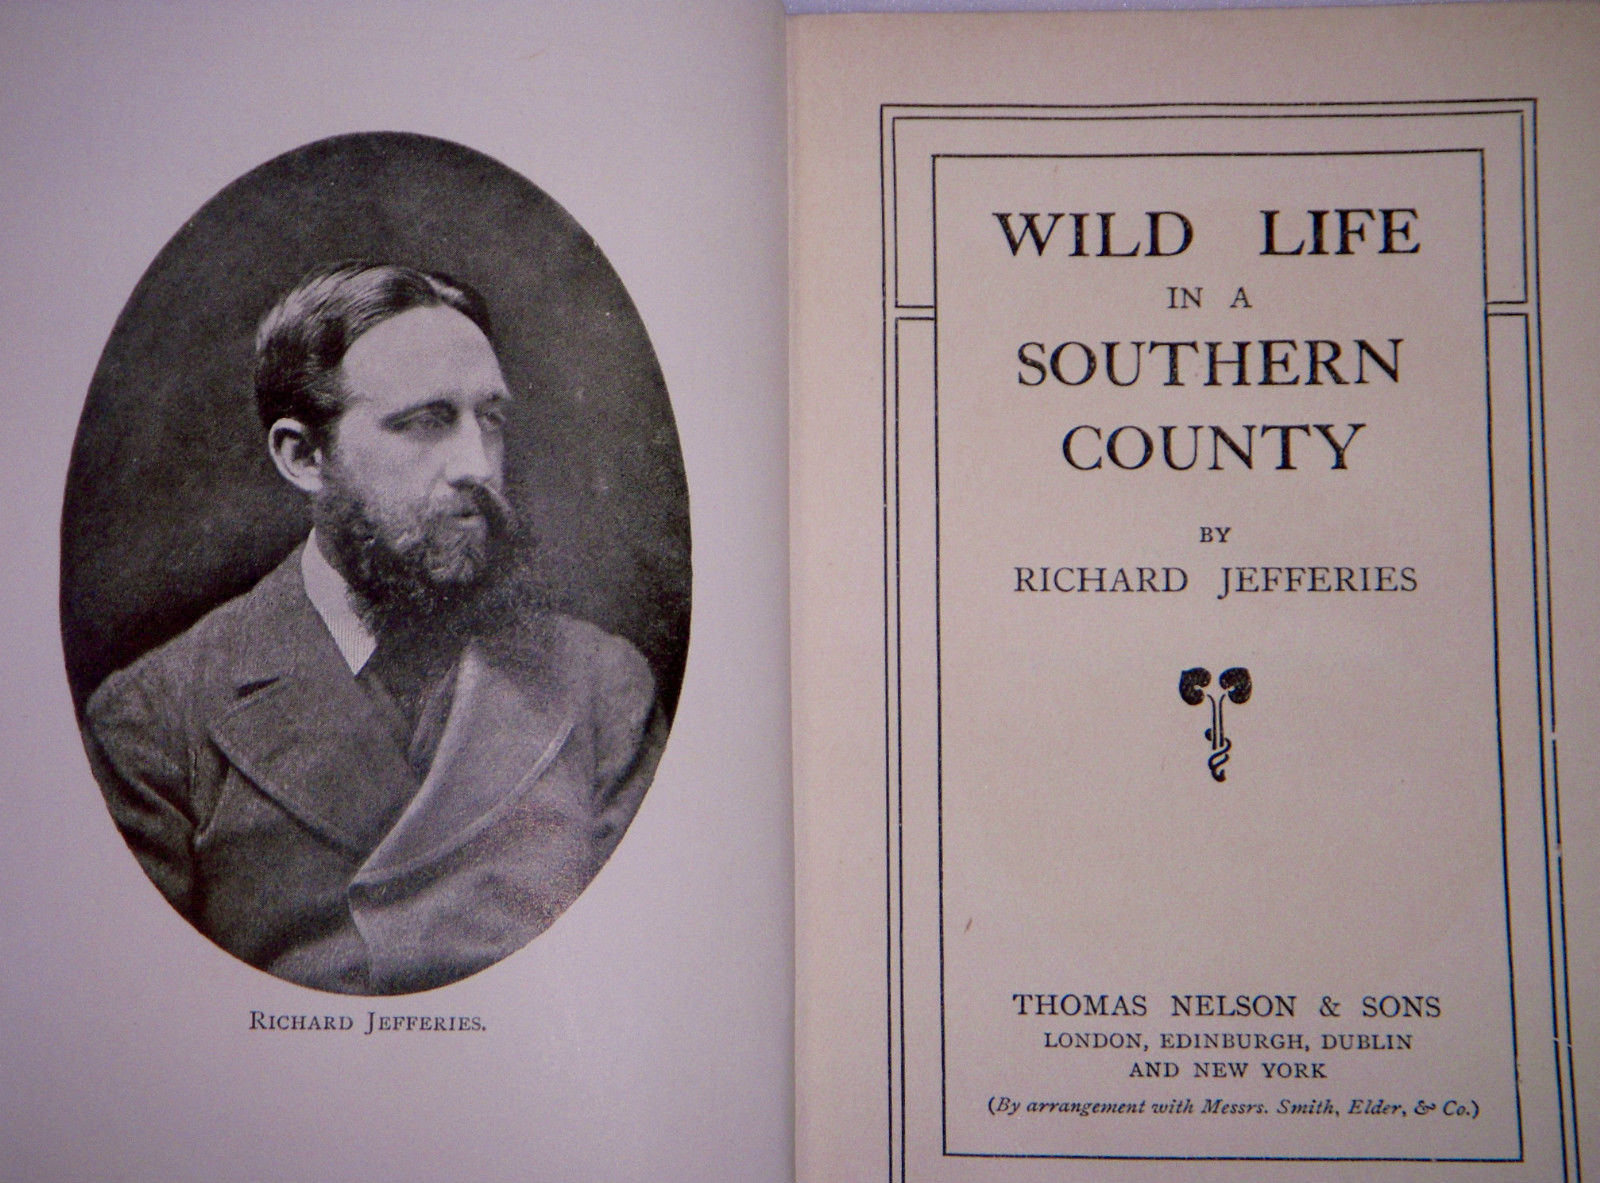 RICHARD JEFFERIES.
WILD LIFE
IN A
SOUTHERN
COUNTY
BY
RICHARD JEFFERIES
THOMAS NELSON & SONS
LONDON, EDINBURGH, DUBLIN
AND NEW YORK
(By arrangement with Messrs. Smith, Elder, & Co.)